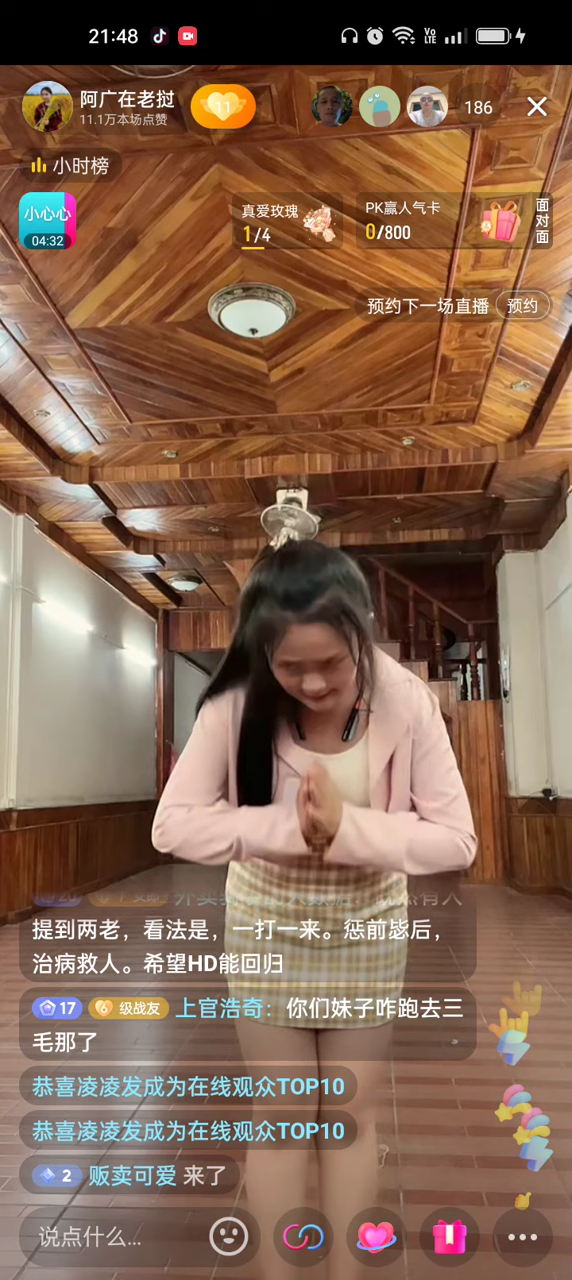 21:48
Vo
LTE
阿广在老挝
11.1万本场点赞
11
186
小时榜
小心心
04:32
真爱玫瑰
1/4
PK赢人气卡
0/800
面对面
预约下一场直播 预约
提到两老，看法是，一打一来。惩前毖后，
治病救人。希望HD能回归
17 6 级战友 上官浩奇：你们妹子咋跑去三
毛那了
恭喜凌凌发成为在线观众TOP10
恭喜凌凌发成为在线观众TOP10
2 贩卖可爱 来了
说点什么...